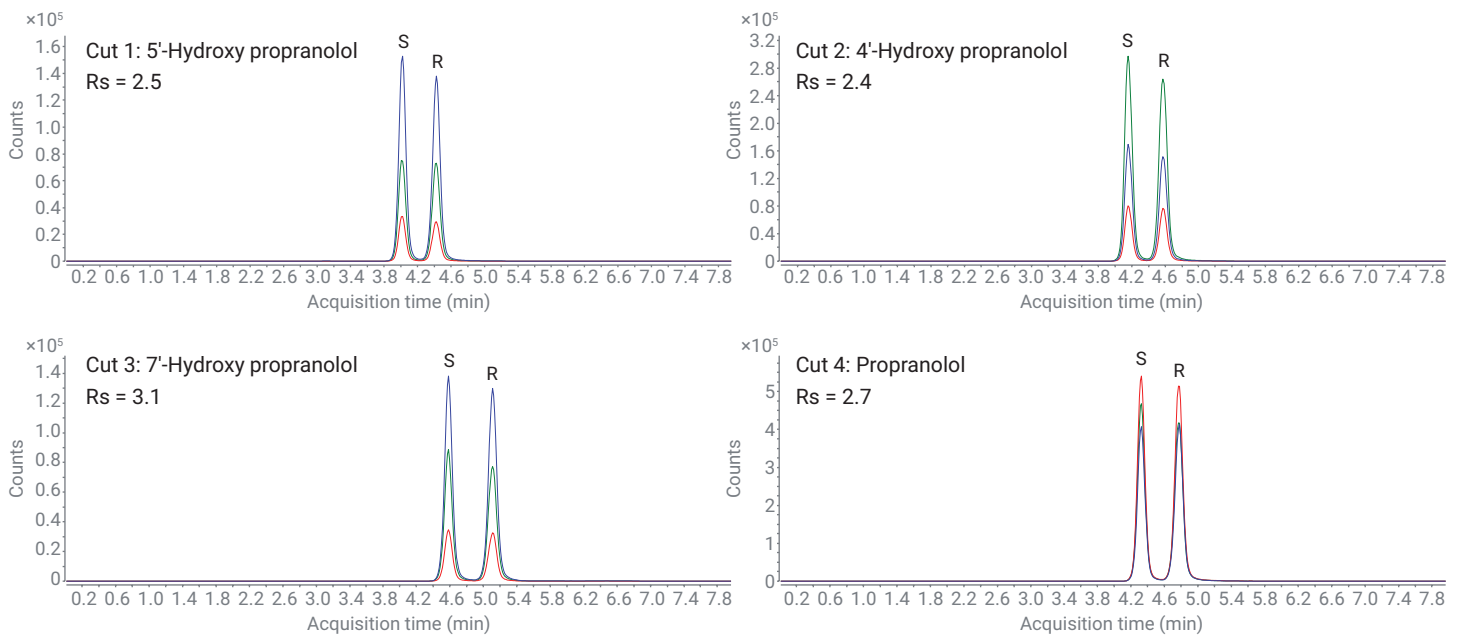 ×10⁵
Cut 1: 5'-Hydroxy propranolol
Rs = 2.5
S
R
Counts
1.6
1.4
1.2
1.0
0.8
0.6
0.4
0.2
0
0.2 0.6 1.0 1.4 1.8 2.2 2.6 3.0 3.4 3.8 4.2 4.6 5.0 5.4 5.8 6.2 6.6 7.0 7.4 7.8
Acquisition time (min)
×10⁵
Cut 2: 4'-Hydroxy propranolol
Rs = 2.4
S
R
Counts
3.2
2.8
2.4
2.0
1.6
1.2
0.8
0.4
0
0.2 0.6 1.0 1.4 1.8 2.2 2.6 3.0 3.4 3.8 4.2 4.6 5.0 5.4 5.8 6.2 6.6 7.0 7.4 7.8
Acquisition time (min)
×10⁵
Cut 3: 7'-Hydroxy propranolol
Rs = 3.1
S
R
Counts
1.4
1.2
1.0
0.8
0.6
0.4
0.2
0
0.2 0.6 1.0 1.4 1.8 2.2 2.6 3.0 3.4 3.8 4.2 4.6 5.0 5.4 5.8 6.2 6.6 7.0 7.4 7.8
Acquisition time (min)
×10⁵
Cut 4: Propranolol
Rs = 2.7
S
R
Counts
5
4
3
2
1
0
0.2 0.6 1.0 1.4 1.8 2.2 2.6 3.0 3.4 3.8 4.2 4.6 5.0 5.4 5.8 6.2 6.6 7.0 7.4 7.8
Acquisition time (min)